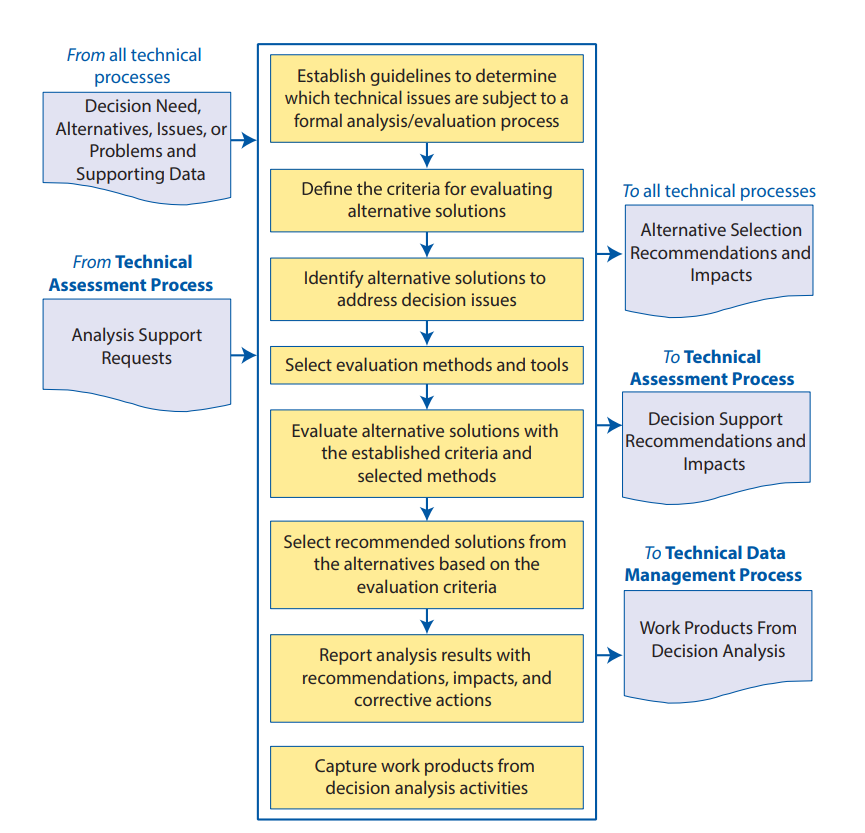 From all technical
processes
Decision Need,
Alternatives, Issues, or
Problems and
Supporting Data
From Technical
Assessment Process
Analysis Support
Requests
Establish guidelines to determine
which technical issues are subject to a
formal analysis/evaluation process
Define the criteria for evaluating
alternative solutions
Identify alternative solutions to
address decision issues
Select evaluation methods and tools
Evaluate alternative solutions with
the established criteria and
selected methods
Select recommended solutions from
the alternatives based on the
evaluation criteria
Report analysis results with
recommendations, impacts, and
corrective actions
Capture work products from
decision analysis activities
To all technical processes
Alternative Selection
Recommendations and
Impacts
To Technical
Assessment Process
Decision Support
Recommendations and
Impacts
To Technical Data
Management Process
Work Products From
Decision Analysis